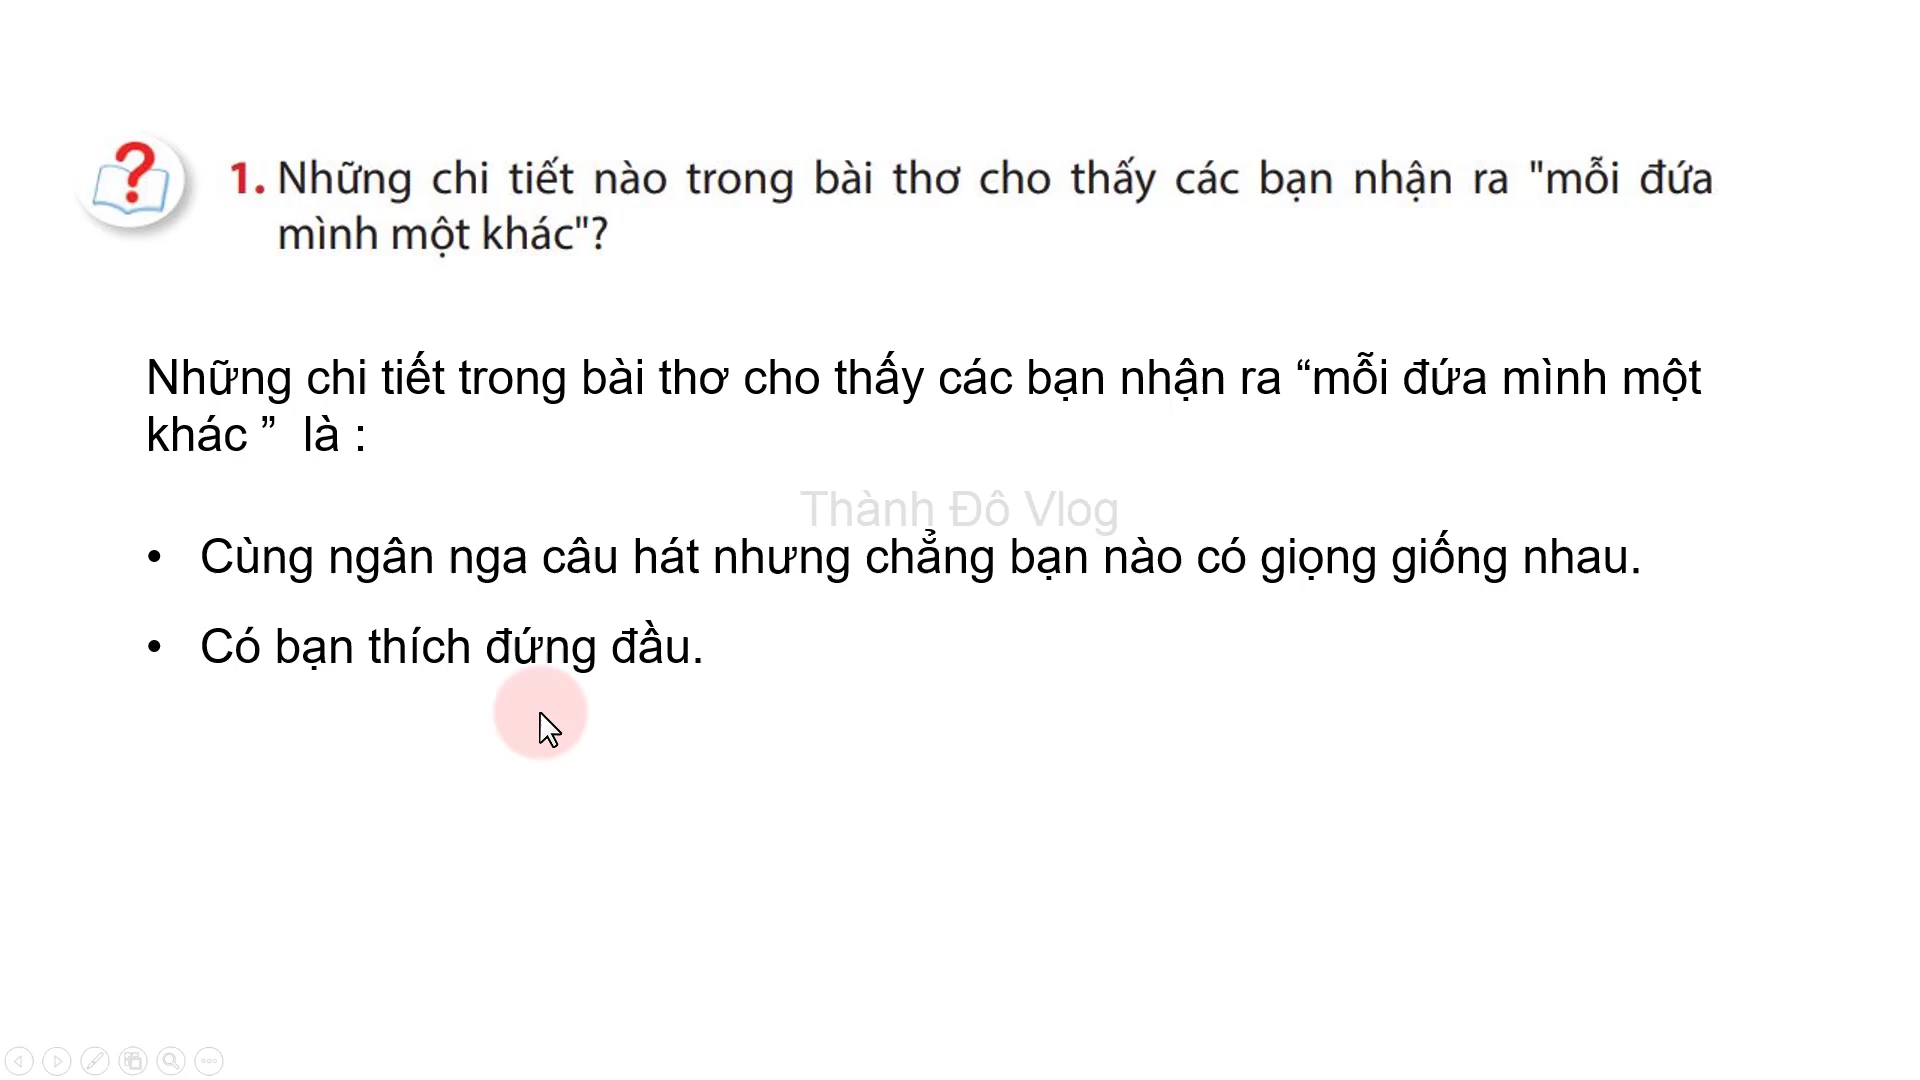 1. Những chi tiết nào trong bài thơ cho thấy các bạn nhận ra "mỗi đứa
mình một khác"?
Những chi tiết trong bài thơ cho thấy các bạn nhận ra “mỗi đứa mình một
khác ” là :
Thành Đô Vlog
• Cùng ngân nga câu hát nhưng chẳng bạn nào có giọng giống nhau.
• Có bạn thích đứng đầu.